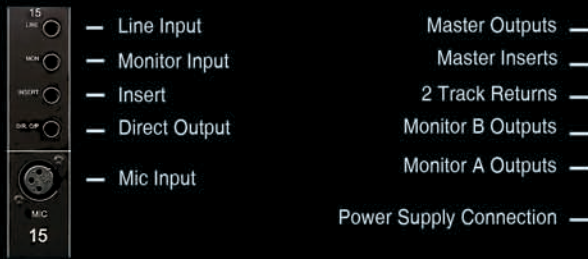 15
LINE
Line Input
MON
Monitor Input
INSERT
Insert
DIR. O/P
Direct Output
Mic Input
MIC
15
Master Outputs
Master Inserts
2 Track Returns
Monitor B Outputs
Monitor A Outputs
Power Supply Connection